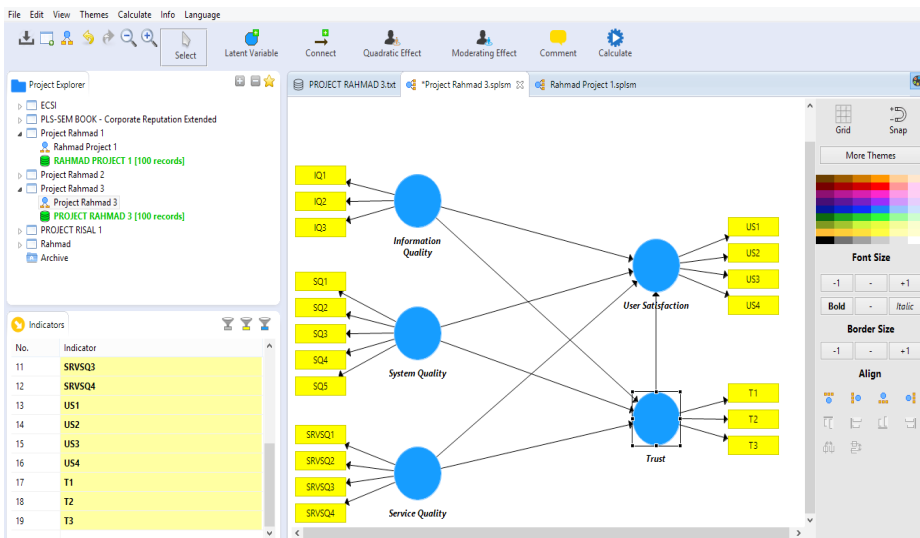 File Edit View Themes Calculate Info Language
Select
Latent Variable
Connect
Quadratic Effect
Moderating Effect
Comment
Calculate
Project Explorer
ECSI
PLS-SEM BOOK - Corporate Reputation Extended
Project Rahmad 1
Rahmad Project 1
RAHMAD PROJECT 1 [100 records]
Project Rahmad 2
Project Rahmad 3
Project Rahmad 3
PROJECT RAHMAD 3 [100 records]
PROJECT RISAL 1
Rahmad
Archive
Indicators
No. Indicator
11 SRVSQ3
12 SRVSQ4
13 US1
14 US2
15 US3
16 US4
17 T1
18 T2
19 T3
PROJECT RAHMAD 3.txt
*Project Rahmad 3.splsm
Rahmad Project 1.splsm
IQ1
IQ2
IQ3
Information
Quality
SQ1
SQ2
SQ3
SQ4
SQ5
System Quality
SRVSQ1
SRVSQ2
SRVSQ3
SRVSQ4
Service Quality
US1
US2
US3
US4
User Satisfaction
T1
T2
T3
Trust
Grid
Snap
More Themes
Font Size
-1 - +1
Bold - Italic
Border Size
-1 - +1
Align